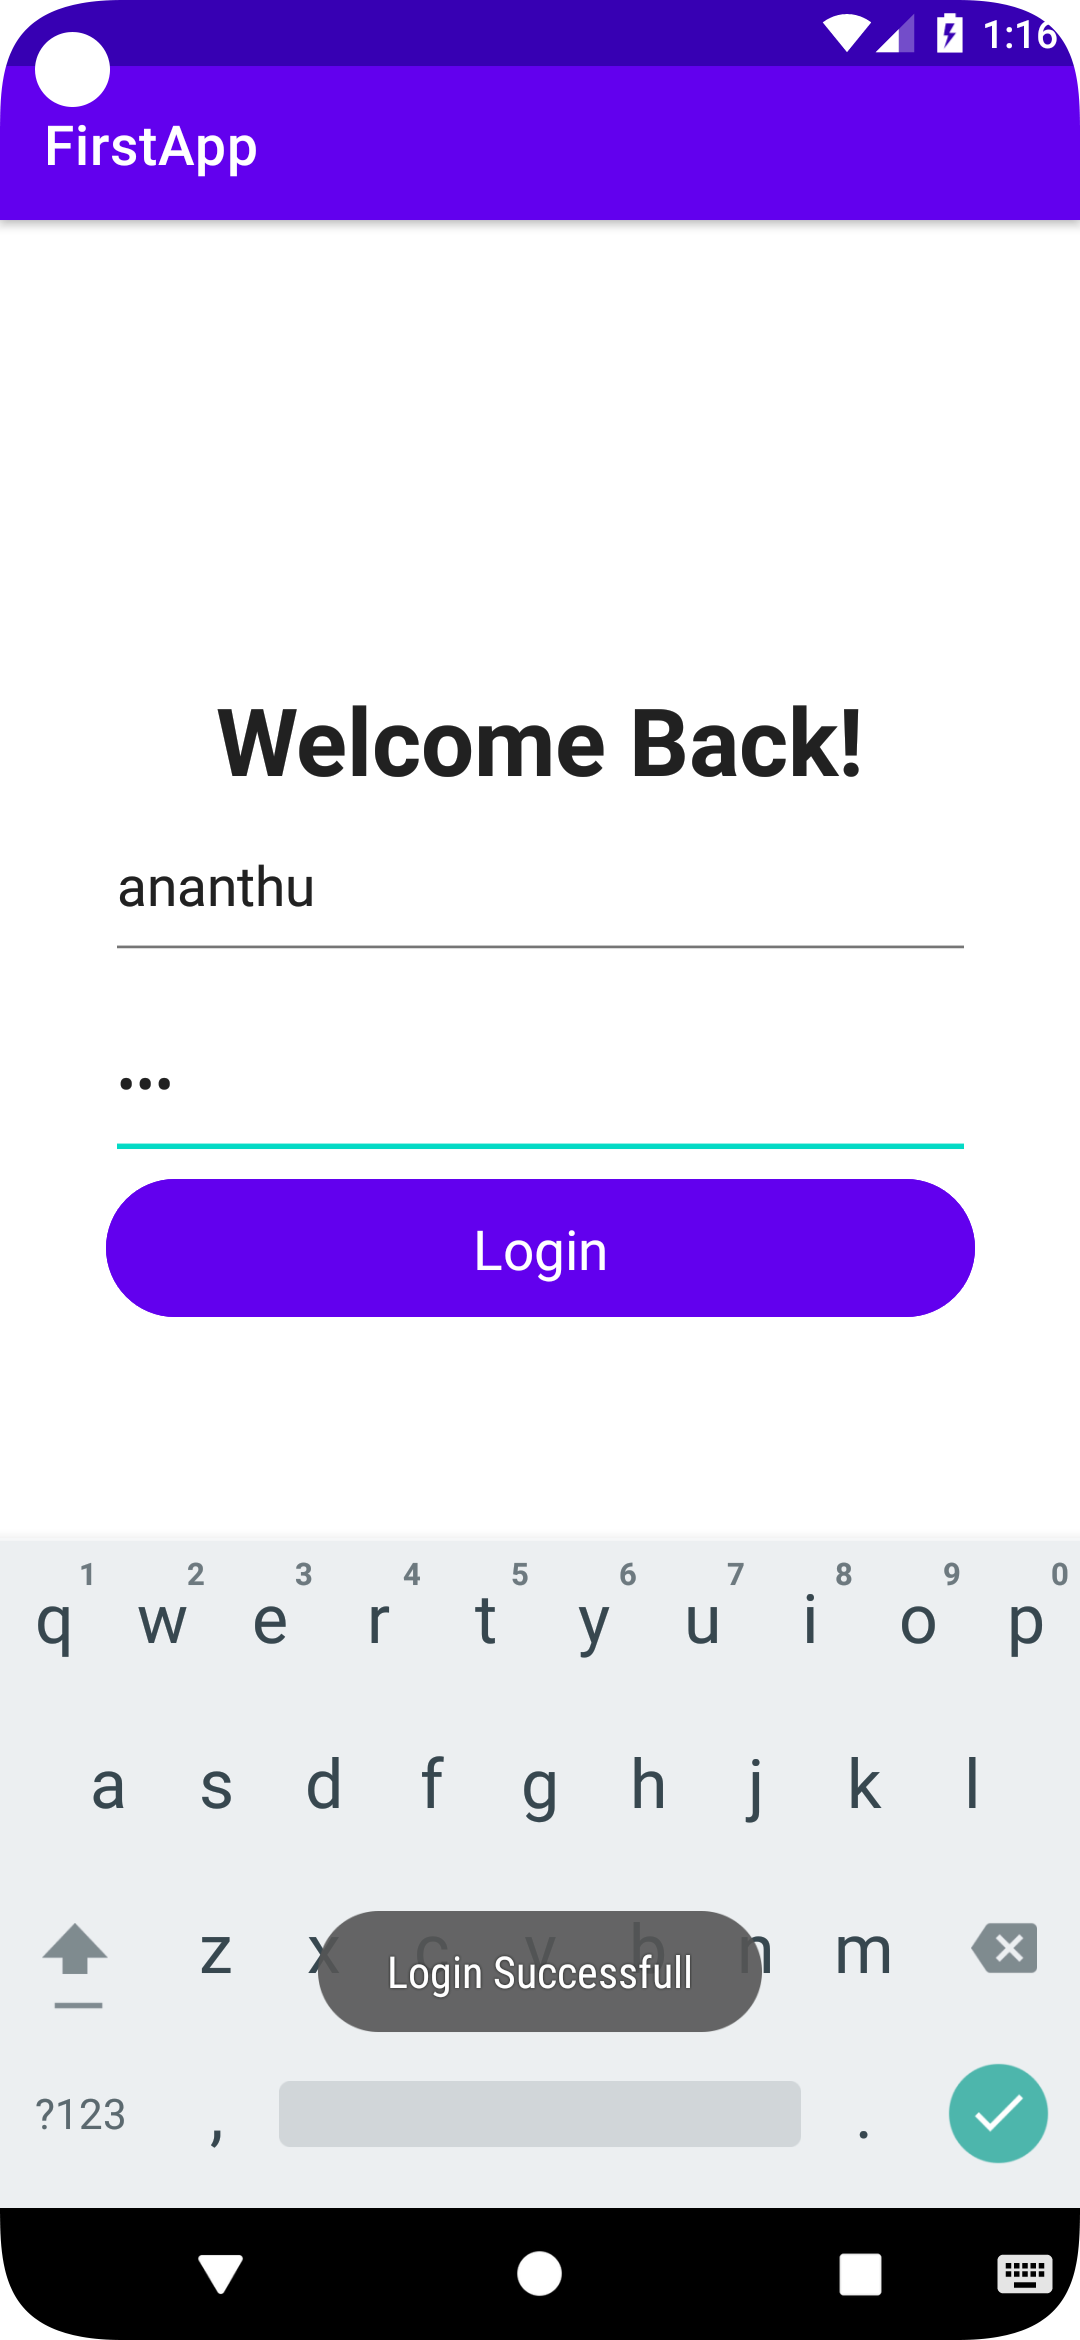 1:16
FirstApp
Welcome Back!
ananthu
•••
Login
1 2 3 4 5 6 7 8 9 0
q w e r t y u i o p
a s d f g h j k l
z x c v b n m
Login Successfull
?123 , .